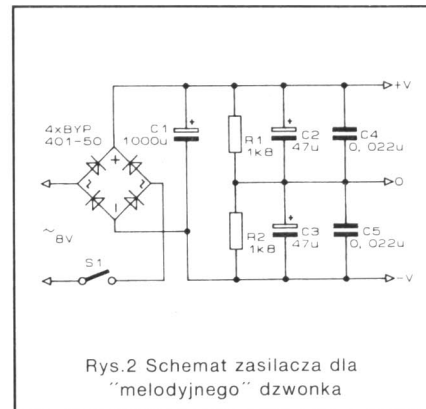 4xBYP
401-50
C1
1000u
+
+V
R1
1k8
C2
47u
C4
0,022u
0
~8V
R2
1k8
C3
47u
C5
0,022u
S1
-V
Rys.2 Schemat zasilacza dla
"melodyjnego" dzwonka